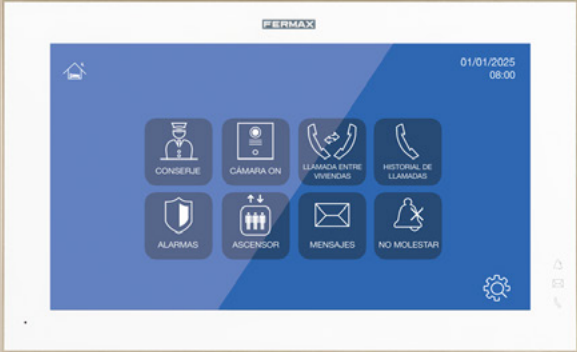 FERMAX
01/01/2025
08:00
CONSERJE
CÁMARA ON
LLAMADA ENTRE
VIVIENDAS
HISTORIAL DE
LLAMADAS
ALARMAS
ASCENSOR
MENSAJES
NO MOLESTAR